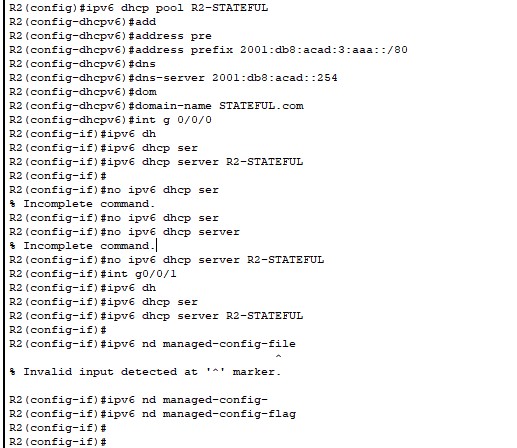 R2(config)#ipv6 dhcp pool R2-STATEFUL
R2(config-dhcpv6)#add
R2(config-dhcpv6)#address pre
R2(config-dhcpv6)#address prefix 2001:db8:acad:3:aaa::/80
R2(config-dhcpv6)#dns
R2(config-dhcpv6)#dns-server 2001:db8:acad::254
R2(config-dhcpv6)#dom
R2(config-dhcpv6)#domain-name STATEFUL.com
R2(config-dhcpv6)#int g 0/0/0
R2(config-if)#ipv6 dh
R2(config-if)#ipv6 dhcp ser
R2(config-if)#ipv6 dhcp server R2-STATEFUL
R2(config-if)#
R2(config-if)#no ipv6 dhcp ser
% Incomplete command.
R2(config-if)#no ipv6 dhcp ser
R2(config-if)#no ipv6 dhcp server
% Incomplete command.
R2(config-if)#no ipv6 dhcp server R2-STATEFUL
R2(config-if)#int g0/0/1
R2(config-if)#ipv6 dh
R2(config-if)#ipv6 dhcp ser
R2(config-if)#ipv6 dhcp server R2-STATEFUL
R2(config-if)#
R2(config-if)#ipv6 nd managed-config-file
^
% Invalid input detected at '^' marker.
R2(config-if)#ipv6 nd managed-config-
R2(config-if)#ipv6 nd managed-config-flag
R2(config-if)#
R2(config-if)#